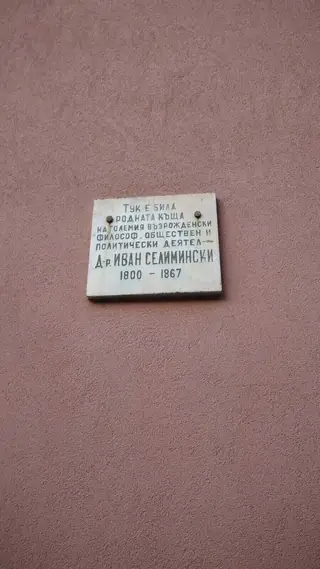 ТУК Е БИЛА
РОДНАТА КЪЩА
НА ГОЛЕМИЯ ВЪЗРОЖДЕНСКИ
ФИЛОСОФ, ОБЩЕСТВЕН И
ПОЛИТИЧЕСКИ ДЕЯТЕЛ —
Д-Р. ИВАН СЕЛИМИНСКИ
1800 - 1867